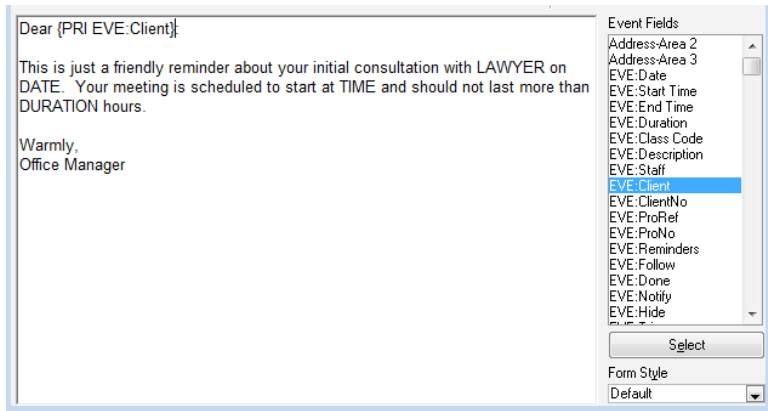 Dear {PRI EVE:Client}:
This is just a friendly reminder about your initial consultation with LAWYER on
DATE.  Your meeting is scheduled to start at TIME and should not last more than
DURATION hours.
Warmly,
Office Manager
Event Fields
Address-Area 2
Address-Area 3
EVE:Date
EVE:Start Time
EVE:End Time
EVE:Duration
EVE:Class Code
EVE:Description
EVE:Staff
EVE:Client
EVE:ClientNo
EVE:ProRef
EVE:ProNo
EVE:Reminders
EVE:Follow
EVE:Done
EVE:Notify
EVE:Hide
Select
Form Style
Default